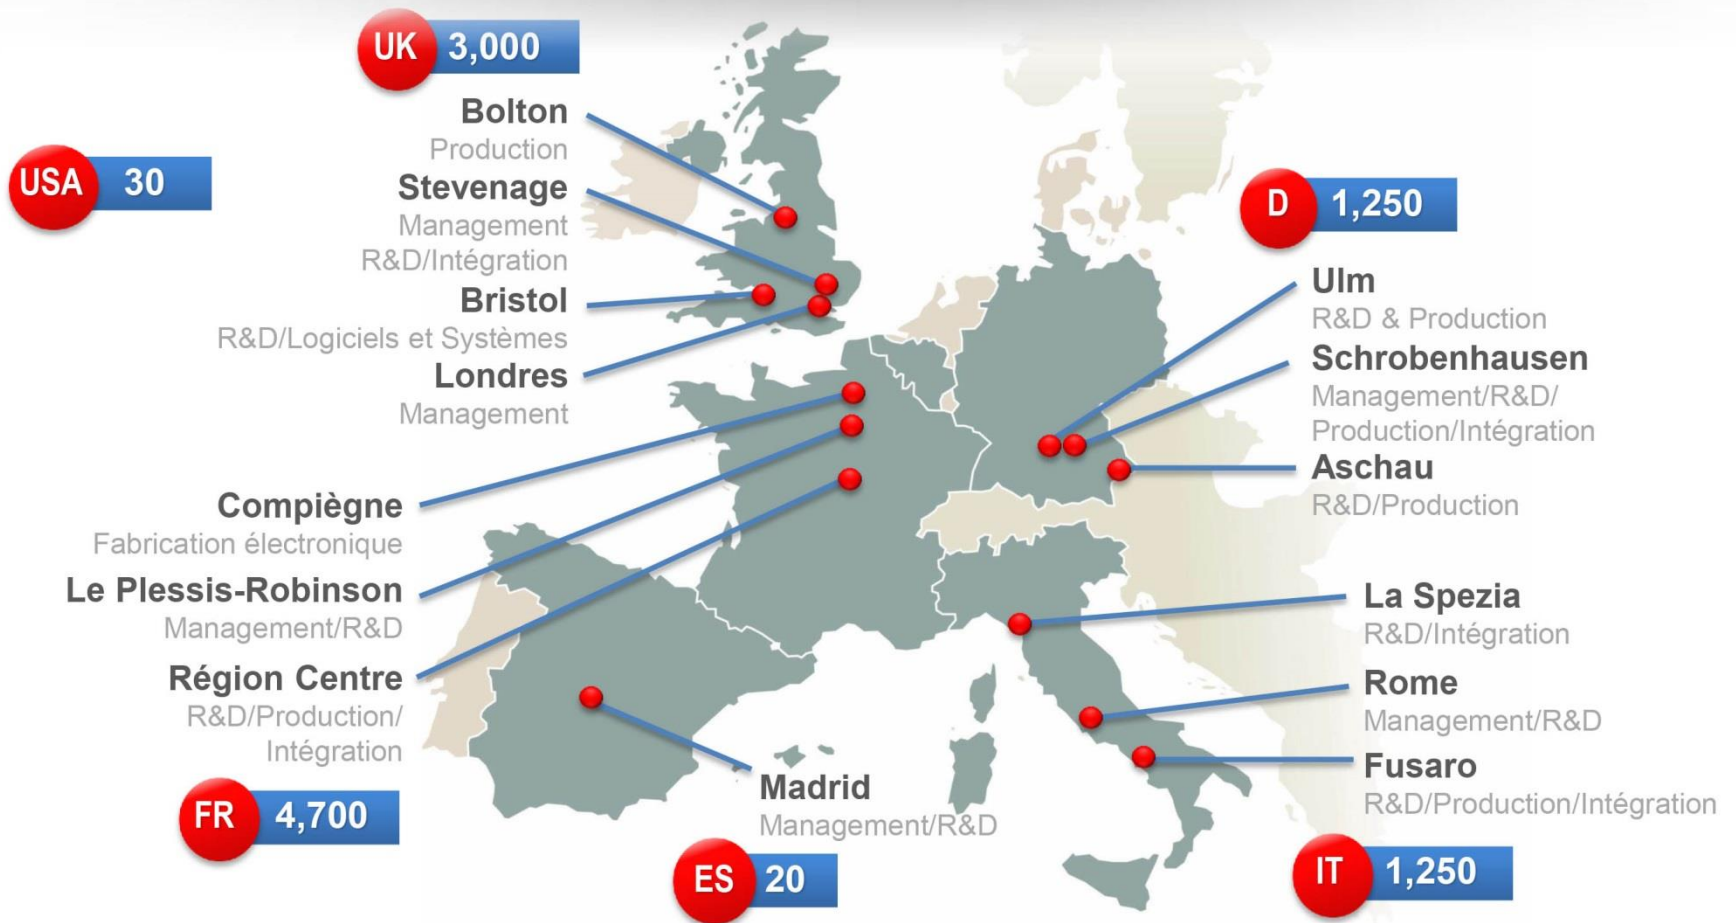 UK 3,000
Bolton
Production
Stevenage
Management
R&D/Intégration
Bristol
R&D/Logiciels et Systèmes
Londres
Management
USA 30
D 1,250
Ulm
R&D & Production
Schrobenhausen
Management/R&D/
Production/Intégration
Aschau
R&D/Production
Compiègne
Fabrication électronique
Le Plessis-Robinson
Management/R&D
Région Centre
R&D/Production/
Intégration
FR 4,700
Madrid
Management/R&D
ES 20
La Spezia
R&D/Intégration
Rome
Management/R&D
Fusaro
R&D/Production/Intégration
IT 1,250